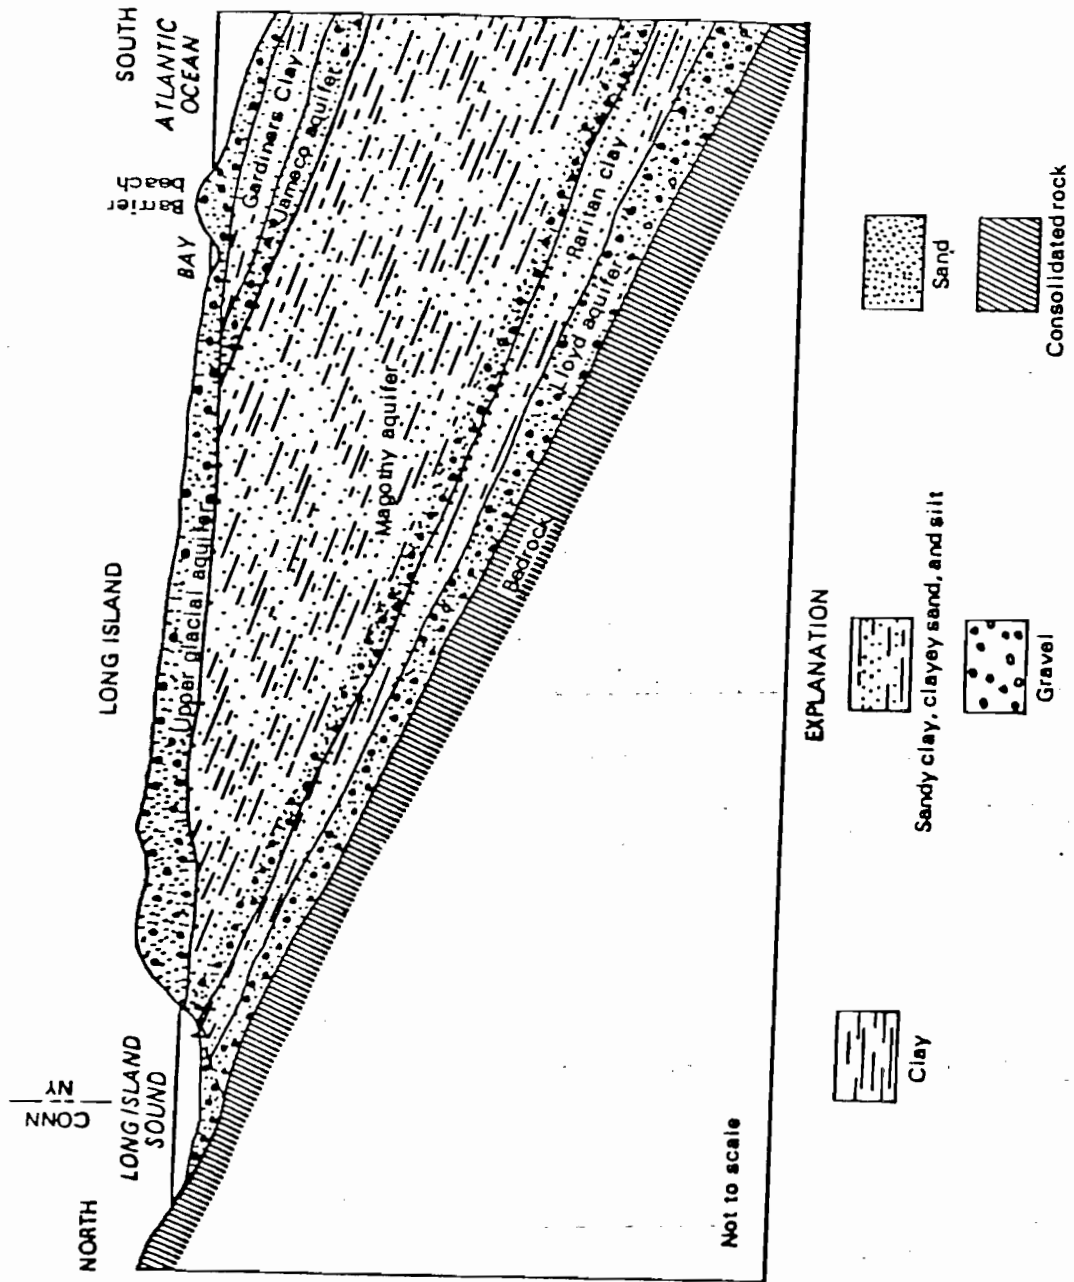 NORTH
CONN
NY
LONG ISLAND
SOUND
LONG ISLAND
BAY
Barrier
beach
ATLANTIC
OCEAN
SOUTH
Upper glacial aquifer
Gardiners Clay
Jameco aquifer
Magothy aquifer
Raritan clay
Lloyd aquifer
Bedrock
Not to scale
EXPLANATION
Clay
Sandy clay, clayey sand, and silt
Sand
Gravel
Consolidated rock